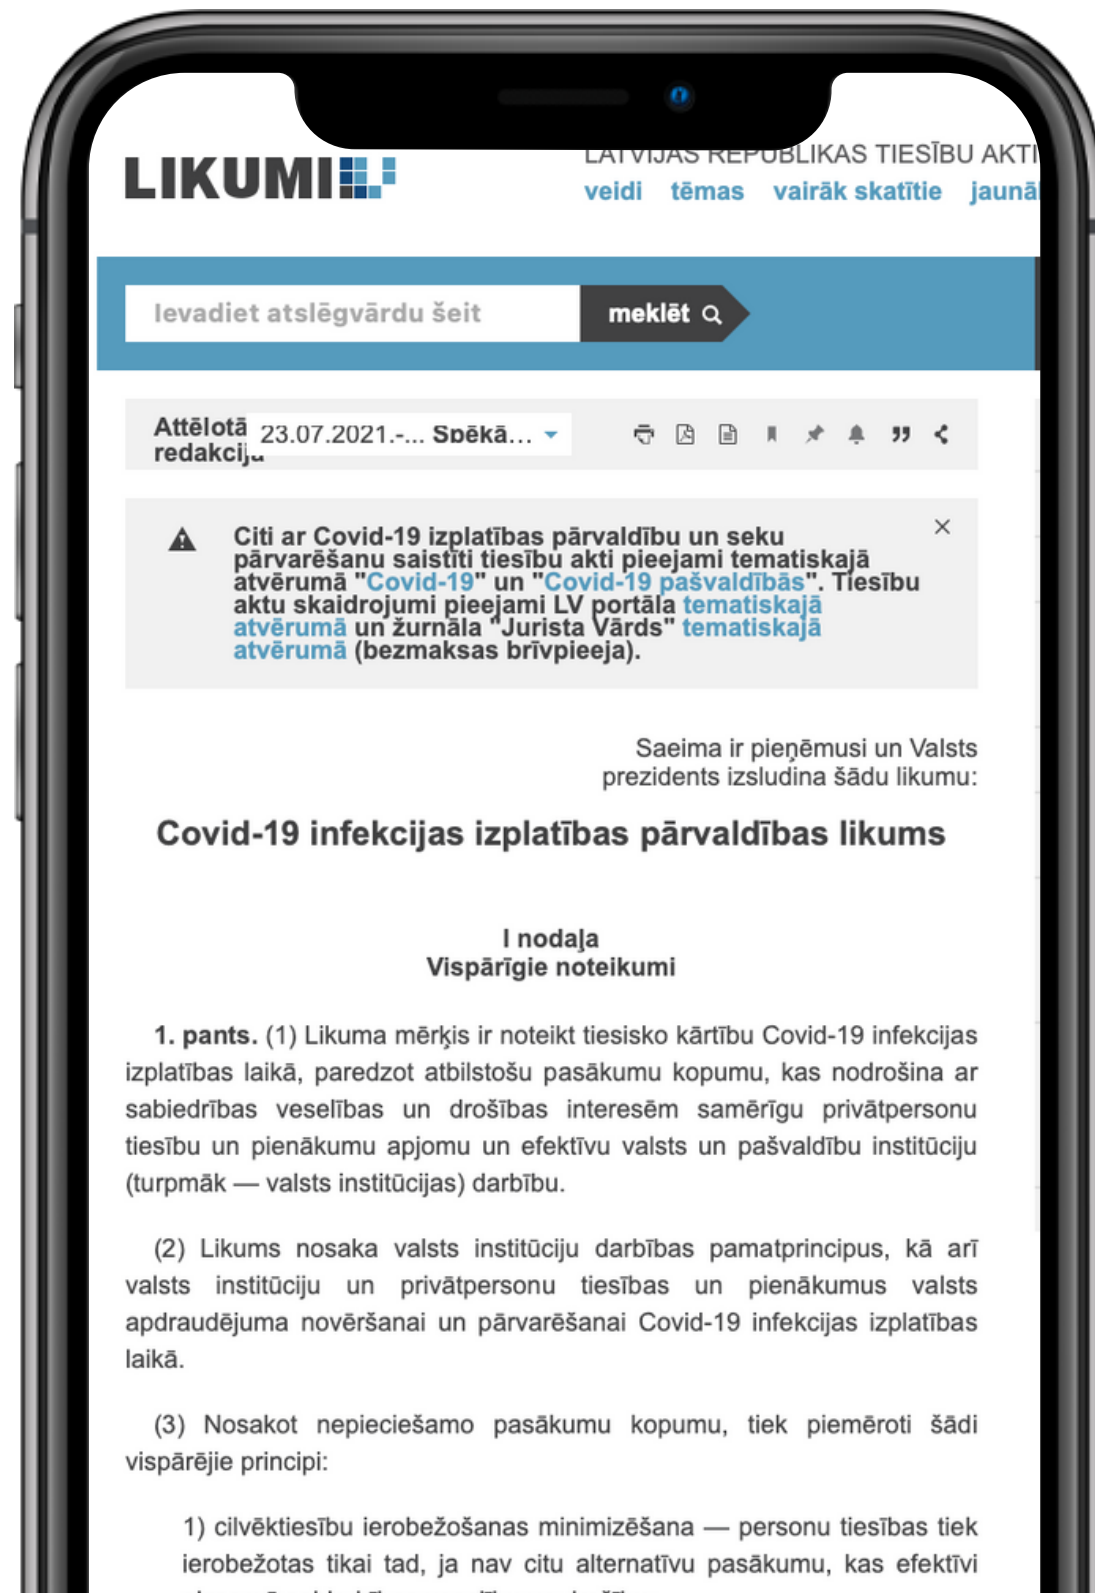 LIKUMI
LATVIJAS REPUBLIKAS TIESĪBU AKTI
veidi tēmas vairāk skatītie jaunā
Ievadiet atslēgvārdu šeit
meklēt
Attēlotā
redakcija
23.07.2021.-... Spēkā...
Citi ar Covid-19 izplatības pārvaldību un seku
pārvarēšanu saistīti tiesību akti pieejami tematiskajā
atvērumā "Covid-19" un "Covid-19 pašvaldībās". Tiesību
aktu skaidrojumi pieejami LV portāla tematiskajā
atvērumā un žurnāla "Jurista Vārds" tematiskajā
atvērumā (bezmaksas brīvpieeja).
Saeima ir pieņēmusi un Valsts
prezidents izsludina šādu likumu:
Covid-19 infekcijas izplatības pārvaldības likums
I nodaļa
Vispārīgie noteikumi
1. pants. (1) Likuma mērķis ir noteikt tiesisko kārtību Covid-19 infekcijas
izplatības laikā, paredzot atbilstošu pasākumu kopumu, kas nodrošina ar
sabiedrības veselības un drošības interesēm samērīgu privātpersonu
tiesību un pienākumu apjomu un efektīvu valsts un pašvaldību institūciju
(turpmāk — valsts institūcijas) darbību.
(2) Likums nosaka valsts institūciju darbības pamatprincipus, kā arī
valsts institūciju un privātpersonu tiesības un pienākumus valsts
apdraudējuma novēršanai un pārvarēšanai Covid-19 infekcijas izplatības
laikā.
(3) Nosakot nepieciešamo pasākumu kopumu, tiek piemēroti šādi
vispārējie principi:
1) cilvēktiesību ierobežošanas minimizēšana — personu tiesības tiek
ierobežotas tikai tad, ja nav citu alternatīvu pasākumu, kas efektīvi